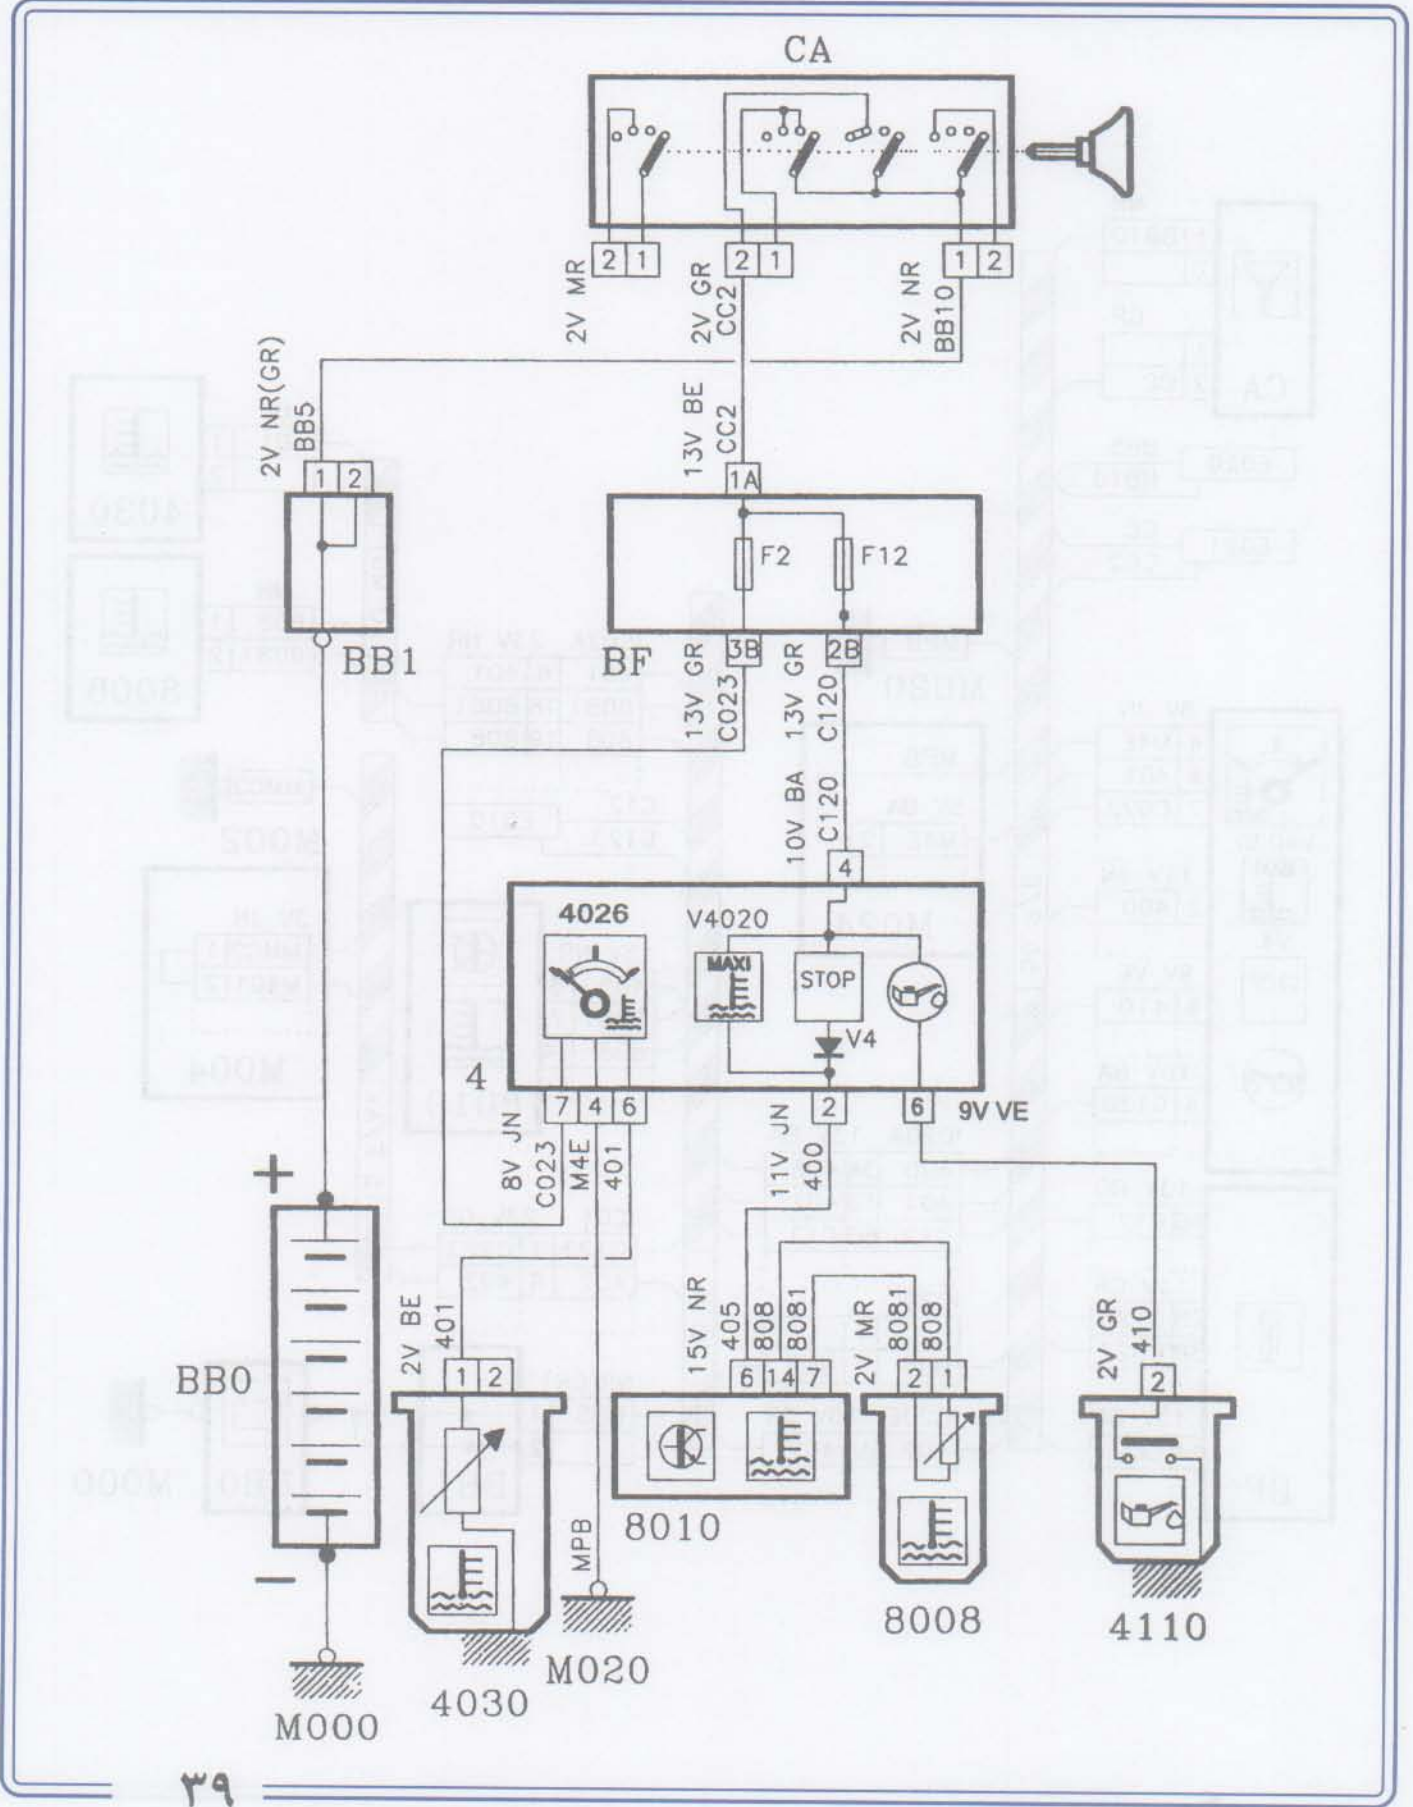 CA
2 1
2 1
1 2
2V MR
2V GR
CC2
2V NR
BB10
2V NR(GR)
BB5
13V BE
CC2
1 2
1A
F2
F12
BB1
BF
3B
2B
13V GR
C023
13V GR
C120
10V BA
C120
4
4026
V4020
MAXI
STOP
V4
4
7 4 6
2
6
9V VE
8V JN
C023
M4E
401
11V JN
400
+
BB0
−
2V BE
401
15V NR
405
808
8081
2V MR
8081
808
2V GR
410
1 2
6 14 7
2 1
2
MPB
8010
8008
4110
M020
4030
M000
۳۹